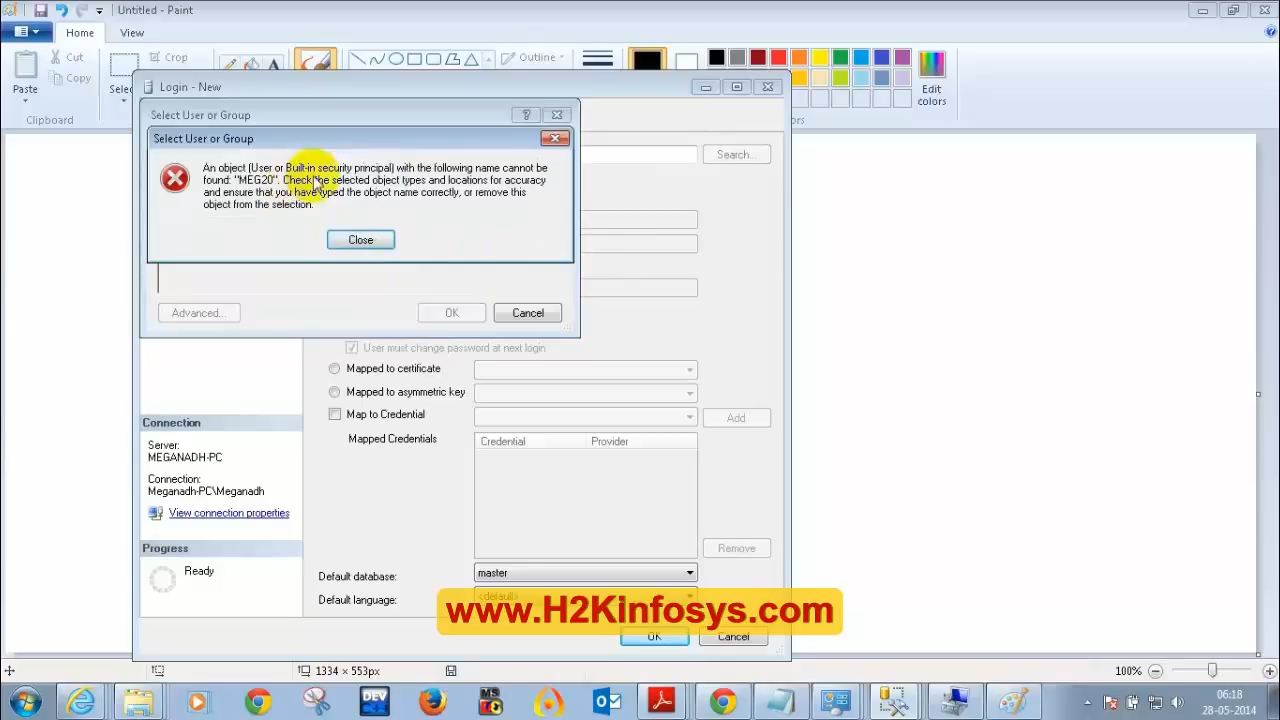 Untitled - Paint
Home
View
Paste
Cut
Copy
Clipboard
Crop
Outline
Edit
colors
Login - New
Select User or Group
Select User or Group
An object (User or Built-in security principal) with the following name cannot be
found: "MEG20". Check the selected object types and locations for accuracy
and ensure that you have typed the object name correctly, or remove this
object from the selection.
Close
Search...
Advanced...
OK
Cancel
User must change password at next login
Mapped to certificate
Mapped to asymmetric key
Map to Credential
Add
Mapped Credentials
Credential
Provider
Connection
Server:
MEGANADH-PC
Connection:
Meganadh-PC\Meganadh
View connection properties
Progress
Ready
Remove
Default database:
master
Default language:
<default>
www.H2Kinfosys.com
OK
Cancel
1334 × 553px
100%
DEV
MS
06:18
28-05-2014